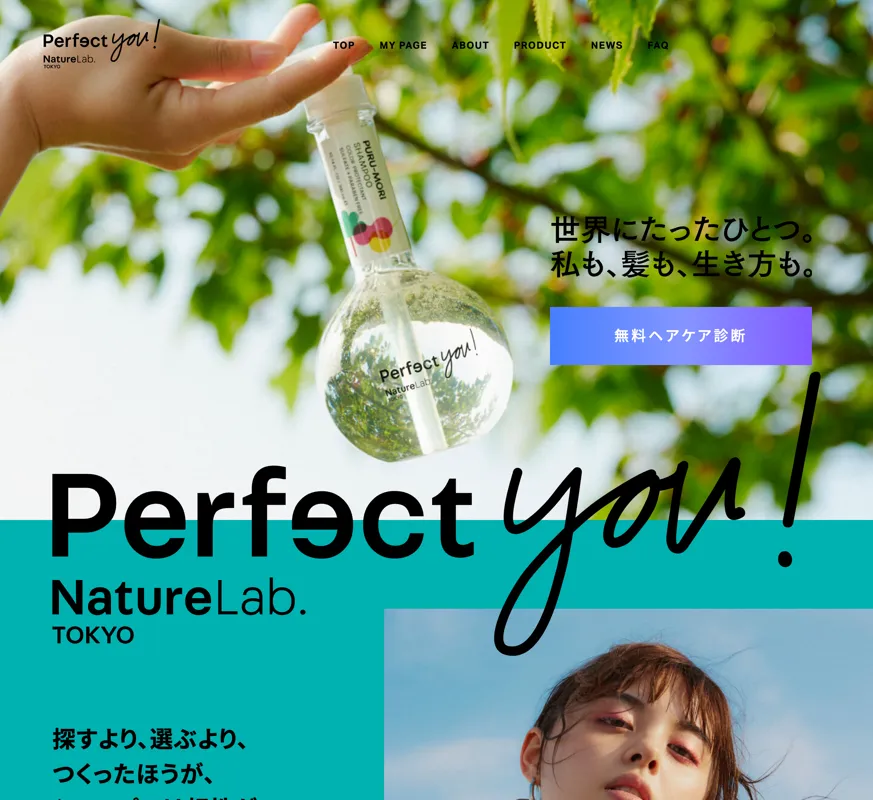 Perfect you!
NatureLab.
TOKYO
TOP MY PAGE ABOUT PRODUCT NEWS FAQ
PURU-MORI
SHAMPOO
COLOR PROTECTANT
世界にたったひとつ。
私も、髪も、生き方も。
無料ヘアケア診断
Perfect you!
NatureLab.
Perfect you!
NatureLab.
TOKYO
探すより、選ぶより、
つくったほうが、